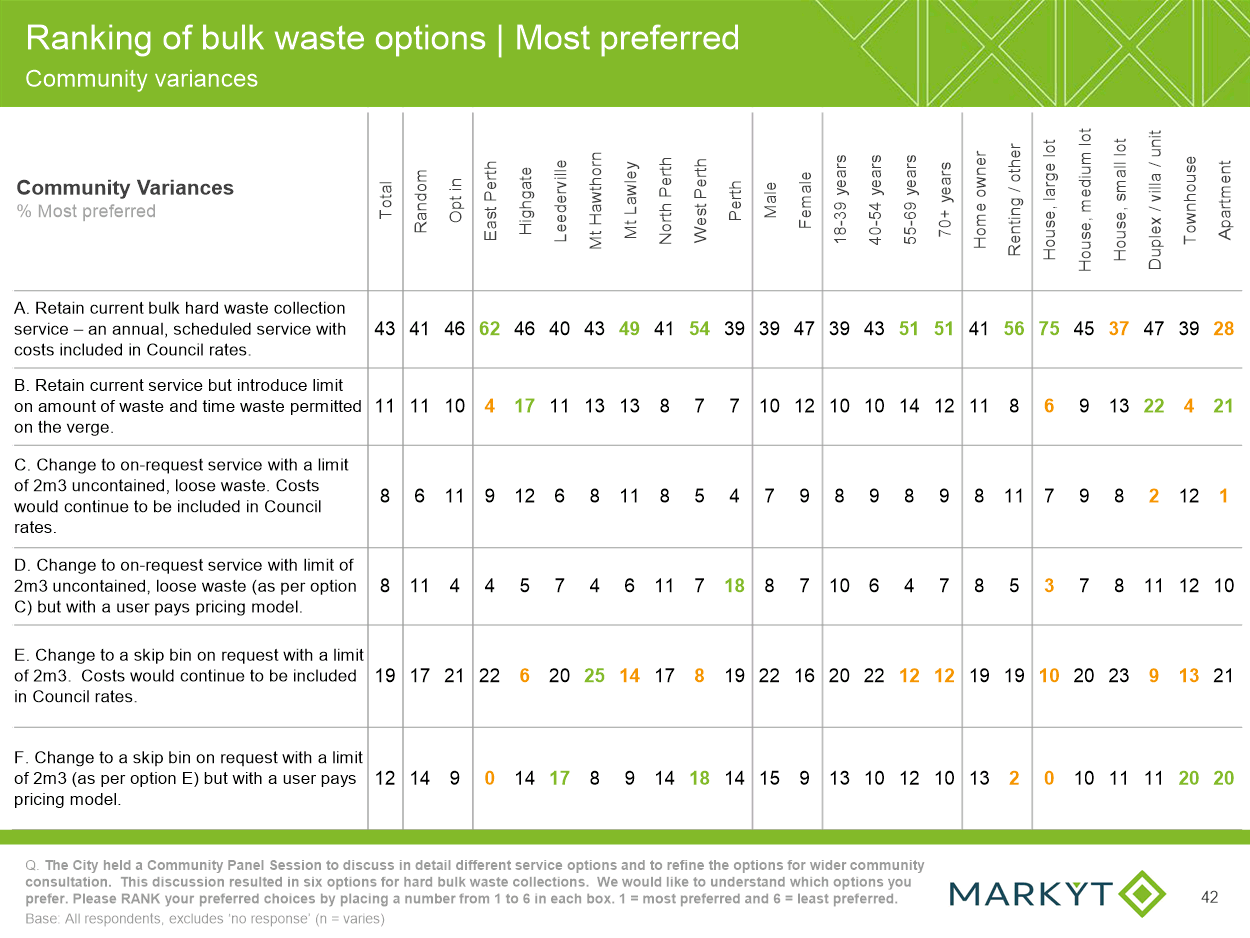 Ranking of bulk waste options | Most preferred
Community variances
Community Variances
% Most preferred
Total
Random
Opt in
East Perth
Highgate
Leederville
Mt Hawthorn
Mt Lawley
North Perth
West Perth
Perth
Male
Female
18-39 years
40-54 years
55-69 years
70+ years
Home owner
Renting / other
House, large lot
House, medium lot
House, small lot
Duplex / villa / unit
Townhouse
Apartment
A. Retain current bulk hard waste collection
service – an annual, scheduled service with
costs included in Council rates.
43 41 46 62 46 40 43 49 41 54 39 39 47 39 43 51 51 41 56 75 45 37 47 39 28
B. Retain current service but introduce limit
on amount of waste and time waste permitted
on the verge.
11 11 10 4 17 11 13 13 8 7 7 10 12 10 10 14 12 11 8 6 9 13 22 4 21
C. Change to on-request service with a limit
of 2m3 uncontained, loose waste. Costs
would continue to be included in Council
rates.
8 6 11 9 12 6 8 11 8 5 4 7 9 8 9 8 9 8 11 7 9 8 2 12 1
D. Change to on-request service with limit of
2m3 uncontained, loose waste (as per option
C) but with a user pays pricing model.
8 11 4 4 5 7 4 6 11 7 18 8 7 10 6 4 7 8 5 3 7 8 11 12 10
E. Change to a skip bin on request with a limit
of 2m3.  Costs would continue to be included
in Council rates.
19 17 21 22 6 20 25 14 17 8 19 22 16 20 22 12 12 19 19 10 20 23 9 13 21
F. Change to a skip bin on request with a limit
of 2m3 (as per option E) but with a user pays
pricing model.
12 14 9 0 14 17 8 9 14 18 14 15 9 13 10 12 10 13 2 0 10 11 11 20 20
Q. The City held a Community Panel Session to discuss in detail different service options and to refine the options for wider community
consultation.  This discussion resulted in six options for hard bulk waste collections.  We would like to understand which options you
prefer. Please RANK your preferred choices by placing a number from 1 to 6 in each box. 1 = most preferred and 6 = least preferred.
Base: All respondents, excludes ‘no response’ (n = varies)
MARKYT
42